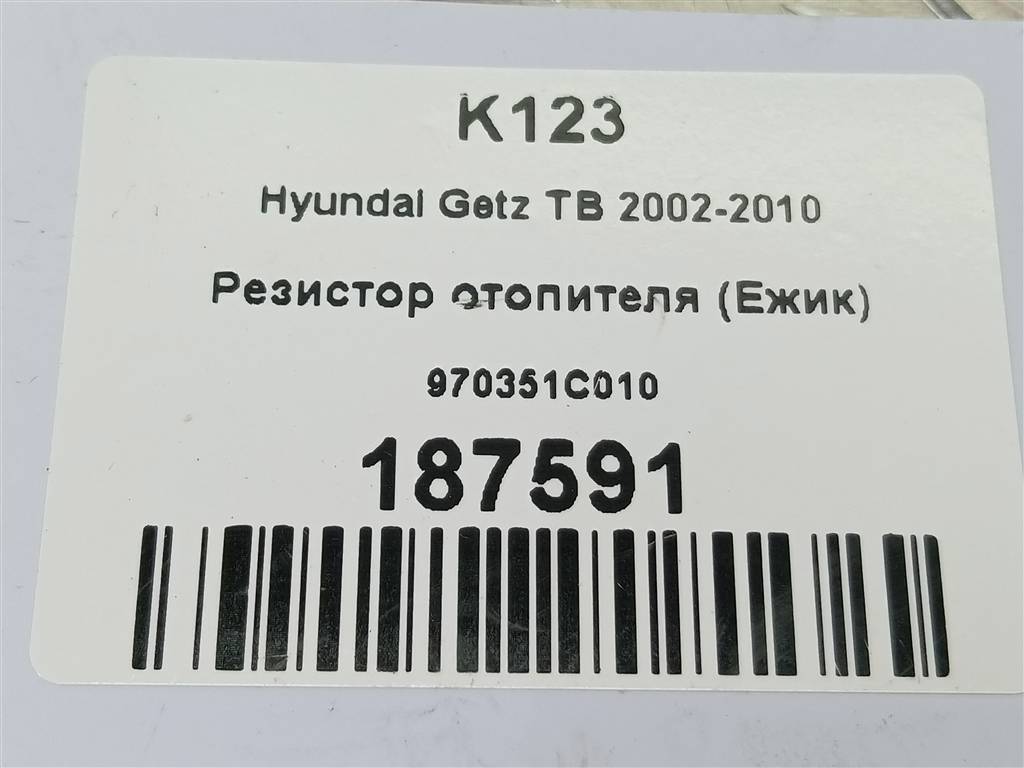 K123
Hyundai Getz TB 2002-2010
Резистор отопителя (Ежик)
970351C010
187591